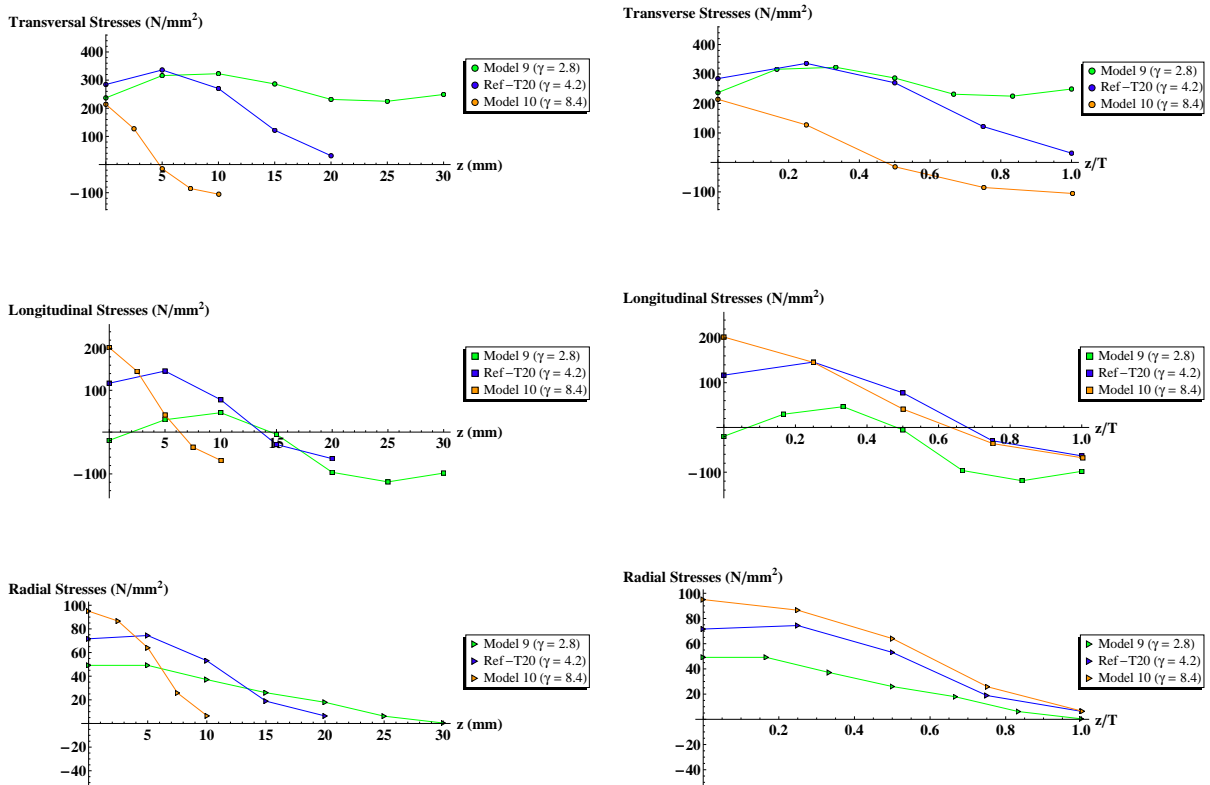 Transversal Stresses (N/mm²)
400
300
200
100
−100
5
10
15
20
25
30
z (mm)
Model 9 (γ = 2.8)
Ref−T20 (γ = 4.2)
Model 10 (γ = 8.4)
Transverse Stresses (N/mm²)
400
300
200
100
−100
0.2
0.4
0.6
0.8
1.0
z/T
Model 9 (γ = 2.8)
Ref−T20 (γ = 4.2)
Model 10 (γ = 8.4)
Longitudinal Stresses (N/mm²)
200
100
−100
5
10
15
20
25
30
z (mm)
Model 9 (γ = 2.8)
Ref−T20 (γ = 4.2)
Model 10 (γ = 8.4)
Longitudinal Stresses (N/mm²)
200
100
−100
0.2
0.4
0.6
0.8
1.0
z/T
Model 9 (γ = 2.8)
Ref−T20 (γ = 4.2)
Model 10 (γ = 8.4)
Radial Stresses (N/mm²)
100
80
60
40
20
−20
−40
5
10
15
20
25
30
z (mm)
Model 9 (γ = 2.8)
Ref−T20 (γ = 4.2)
Model 10 (γ = 8.4)
Radial Stresses (N/mm²)
100
80
60
40
20
−20
−40
0.2
0.4
0.6
0.8
1.0
z/T
Model 9 (γ = 2.8)
Ref−T20 (γ = 4.2)
Model 10 (γ = 8.4)